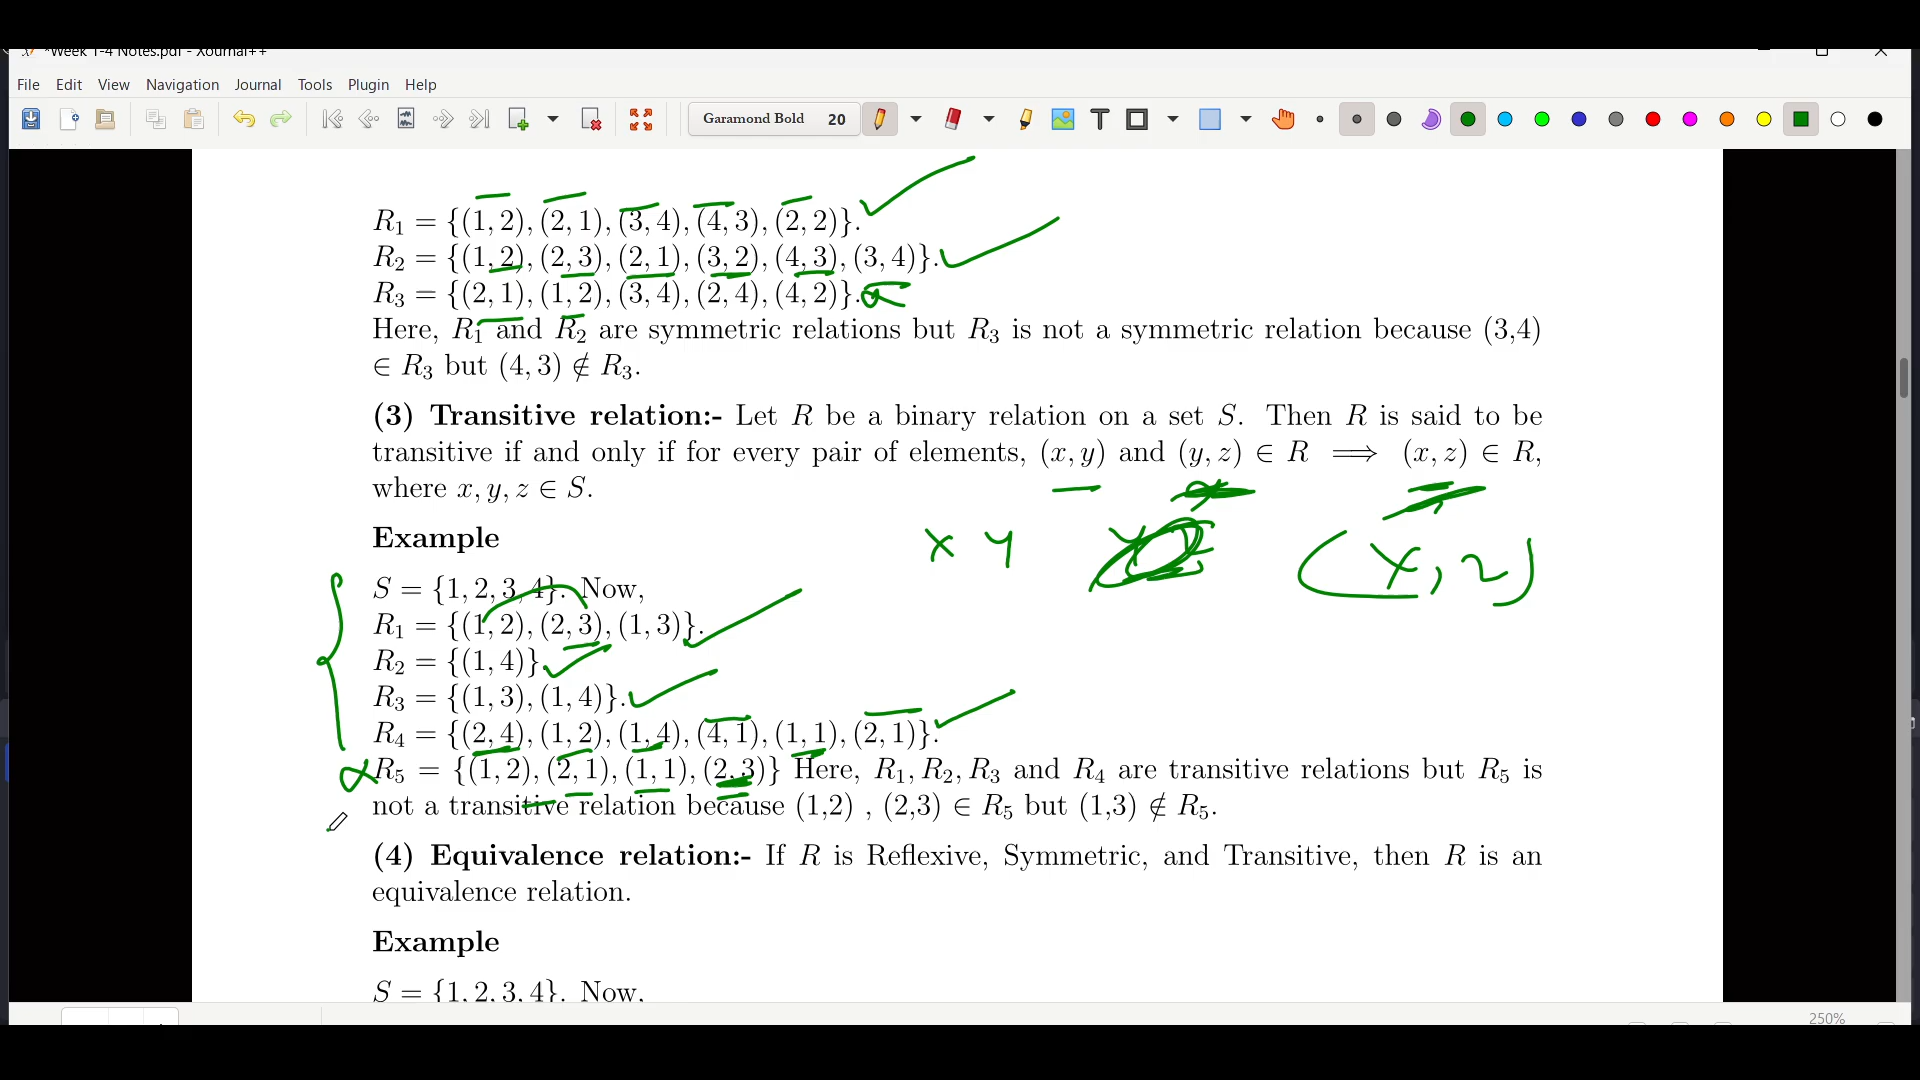 *Week 1-4 Notes.pdf - Xournal++
File Edit View Navigation Journal Tools Plugin Help
Garamond Bold 20
R₁ = {(1, 2), (2, 1), (3, 4), (4, 3), (2, 2)}.
R₂ = {(1, 2), (2, 3), (2, 1), (3, 2), (4, 3), (3, 4)}.
R₃ = {(2, 1), (1, 2), (3, 4), (2, 4), (4, 2)}.
Here, R₁ and R₂ are symmetric relations but R₃ is not a symmetric relation because (3,4)
∈ R₃ but (4, 3) ∉ R₃.
(3) Transitive relation:- Let R be a binary relation on a set S. Then R is said to be
transitive if and only if for every pair of elements, (x, y) and (y, z) ∈ R ⟹ (x, z) ∈ R,
where x, y, z ∈ S.
x y (x, z)
Example
S = {1, 2, 3, 4}. Now,
R₁ = {(1, 2), (2, 3), (1, 3)}.
R₂ = {(1, 4)}.
R₃ = {(1, 3), (1, 4)}.
R₄ = {(2, 4), (1, 2), (1, 4), (4, 1), (1, 1), (2, 1)}.
R₅ = {(1, 2), (2, 1), (1, 1), (2, 3)} Here, R₁, R₂, R₃ and R₄ are transitive relations but R₅ is
not a transitive relation because (1,2) , (2,3) ∈ R₅ but (1,3) ∉ R₅.
(4) Equivalence relation:- If R is Reflexive, Symmetric, and Transitive, then R is an
equivalence relation.
Example
S = {1, 2, 3, 4}. Now,
250%